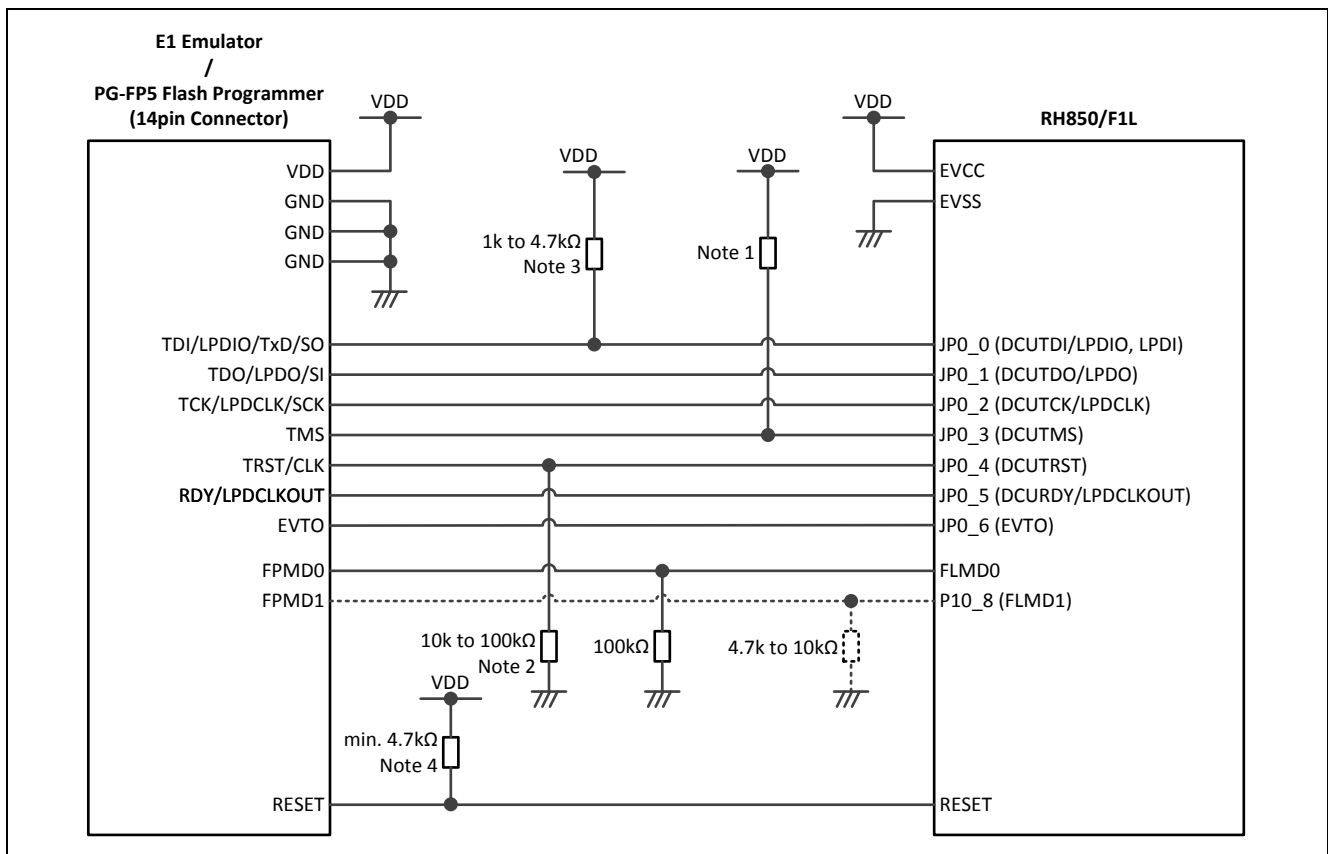 E1 Emulator
/
PG-FP5 Flash Programmer
(14pin Connector)
VDD
GND
GND
GND
TDI/LPDIO/TxD/SO
TDO/LPDO/SI
TCK/LPDCLK/SCK
TMS
TRST/CLK
RDY/LPDCLKOUT
EVTO
FPMD0
FPMD1
RESET
VDD
VDD
1k to 4.7kΩ
Note 3
VDD
Note 1
10k to 100kΩ
Note 2
100kΩ
4.7k to 10kΩ
VDD
min. 4.7kΩ
Note 4
VDD
RH850/F1L
EVCC
EVSS
JP0_0 (DCUTDI/LPDIO, LPDI)
JP0_1 (DCUTDO/LPDO)
JP0_2 (DCUTCK/LPDCLK)
JP0_3 (DCUTMS)
JP0_4 (DCUTRST)
JP0_5 (DCURDY/LPDCLKOUT)
JP0_6 (EVTO)
FLMD0
P10_8 (FLMD1)
RESET